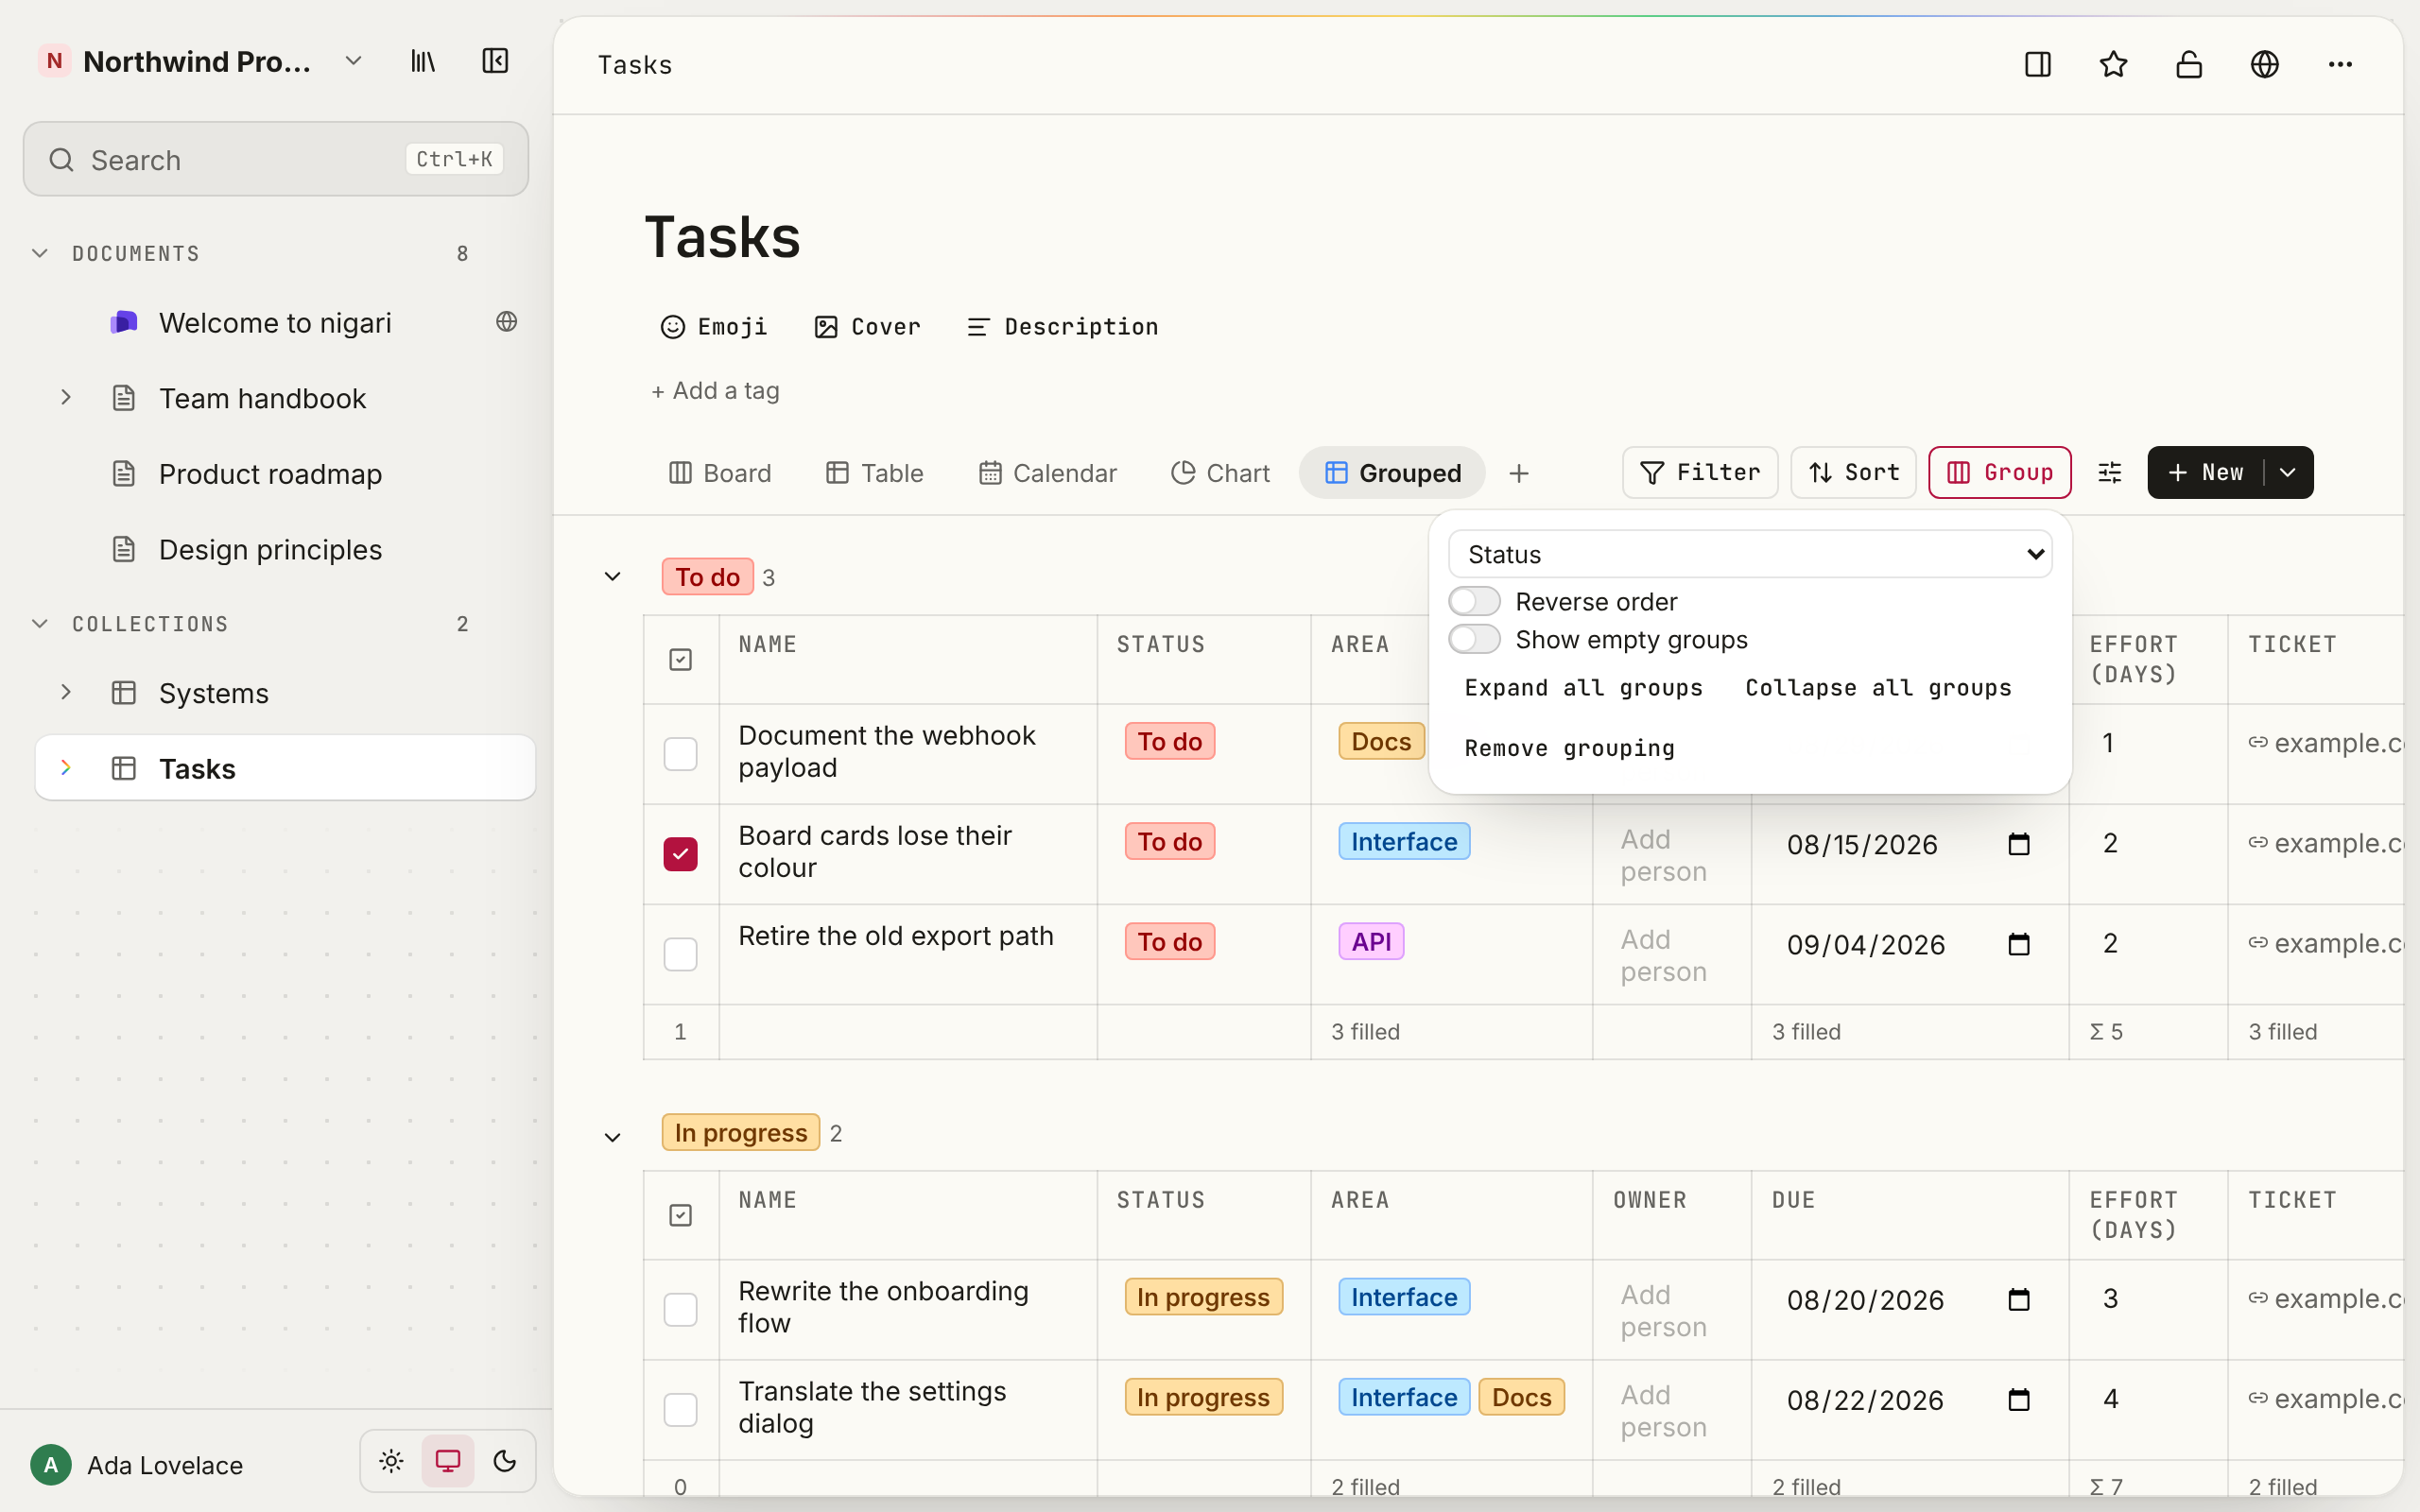 N Northwind Pro...
Search Ctrl+K
DOCUMENTS 8
Welcome to nigari
Team handbook
Product roadmap
Design principles
COLLECTIONS 2
Systems
Tasks
A Ada Lovelace
Tasks
Tasks
Emoji Cover Description
+ Add a tag
Board Table Calendar Chart Grouped + Filter Sort Group + New
Status
Reverse order
Show empty groups
Expand all groups Collapse all groups
Remove grouping
To do 3
NAME STATUS AREA EFFORT
(DAYS) TICKET
Document the webhook
payload To do Docs 1 example.c
Board cards lose their
colour To do Interface Add
person 08/15/2026 2 example.c
Retire the old export path To do API Add
person 09/04/2026 2 example.c
1 3 filled 3 filled Σ 5 3 filled
In progress 2
NAME STATUS AREA OWNER DUE EFFORT
(DAYS) TICKET
Rewrite the onboarding
flow In progress Interface Add
person 08/20/2026 3 example.c
Translate the settings
dialog In progress Interface Docs Add
person 08/22/2026 4 example.c
0 2 filled 2 filled Σ 7 2 filled